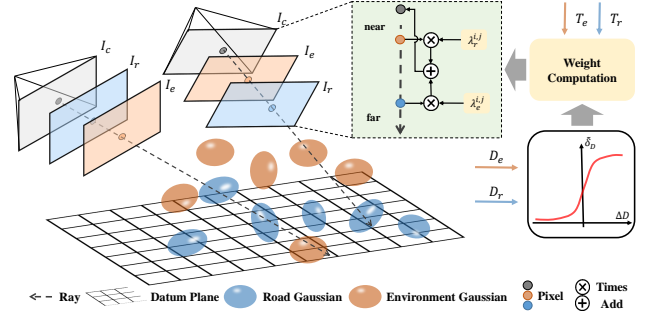 I_c
I_r
I_e
I_c
I_e
I_r
near
far
λ_r^{i,j}
λ_e^{i,j}
T_e
T_r
Weight
Computation
D_e
D_r
δ̄_D
ΔD
Ray
Datum Plane
Road Gaussian
Environment Gaussian
Pixel
Times
Add